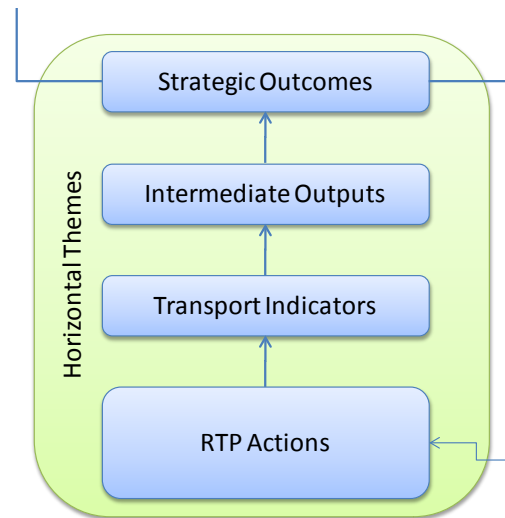 Strategic Outcomes
Intermediate Outputs
Horizontal Themes
Transport Indicators
RTP Actions